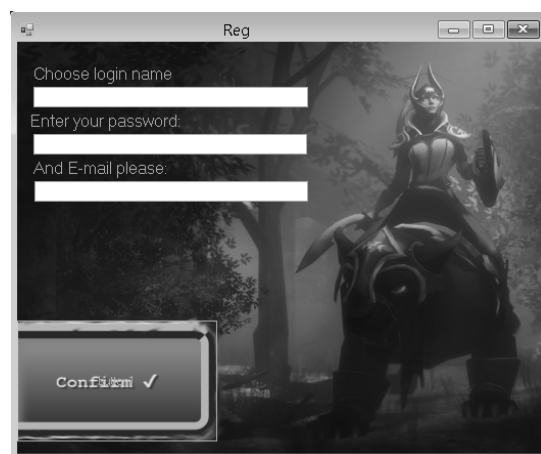 Reg
Choose login name
Enter your password:
And E-mail please:
Confirm ✓